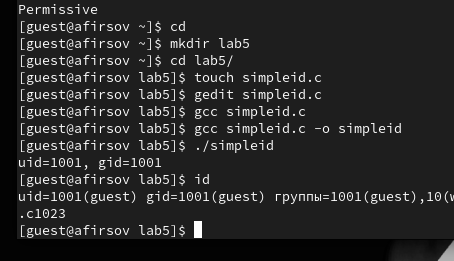 Permissive
[guest@afirsov ~]$ cd
[guest@afirsov ~]$ mkdir lab5
[guest@afirsov ~]$ cd lab5/
[guest@afirsov lab5]$ touch simpleid.c
[guest@afirsov lab5]$ gedit simpleid.c
[guest@afirsov lab5]$ gcc simpleid.c
[guest@afirsov lab5]$ gcc simpleid.c -o simpleid
[guest@afirsov lab5]$ ./simpleid
uid=1001, gid=1001
[guest@afirsov lab5]$ id
uid=1001(guest) gid=1001(guest) группы=1001(guest),10(w
.c1023
[guest@afirsov lab5]$